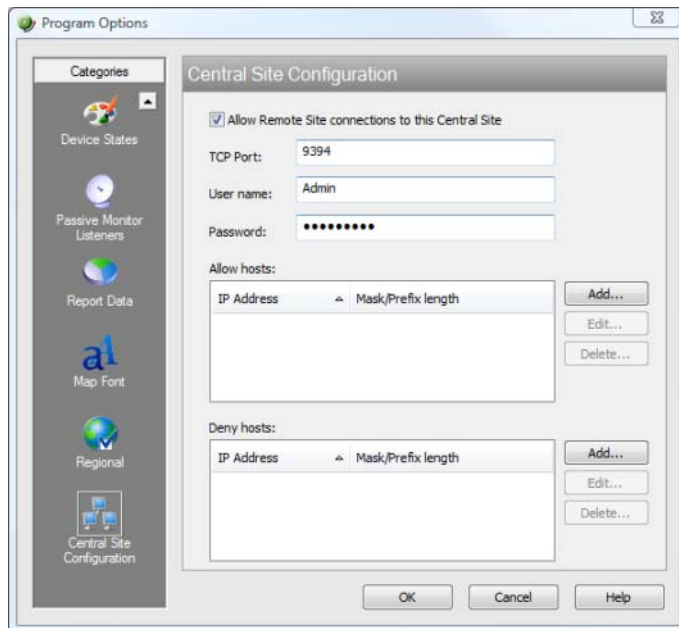 Program Options
Categories
Device States
Passive Monitor
Listeners
Report Data
Map Font
Regional
Central Site
Configuration
Central Site Configuration
Allow Remote Site connections to this Central Site
TCP Port:
9394
User name:
Admin
Password:
•••••••••
Allow hosts:
IP Address
Mask/Prefix length
Add...
Edit...
Delete...
Deny hosts:
IP Address
Mask/Prefix length
Add...
Edit...
Delete...
OK
Cancel
Help